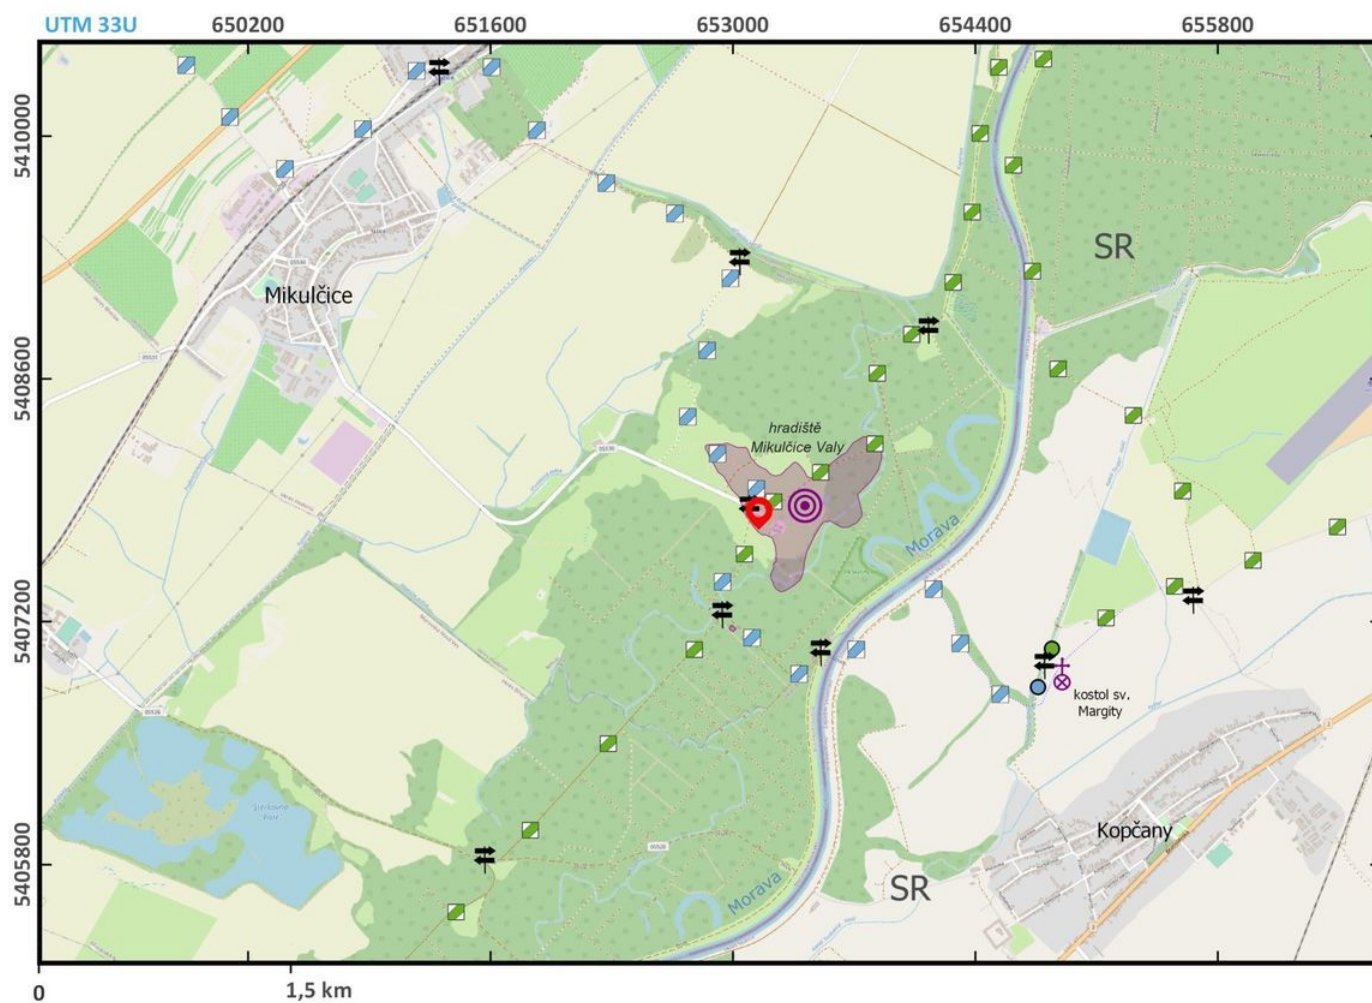 UTM 33U
650200
651600
653000
654400
655800
5410000
5408600
5407200
5405800
SR
Mikulčice
hradiště
Mikulčice Valy
Morava
kostol sv.
Margity
Kopčany
SR
Morava
0
1,5 km